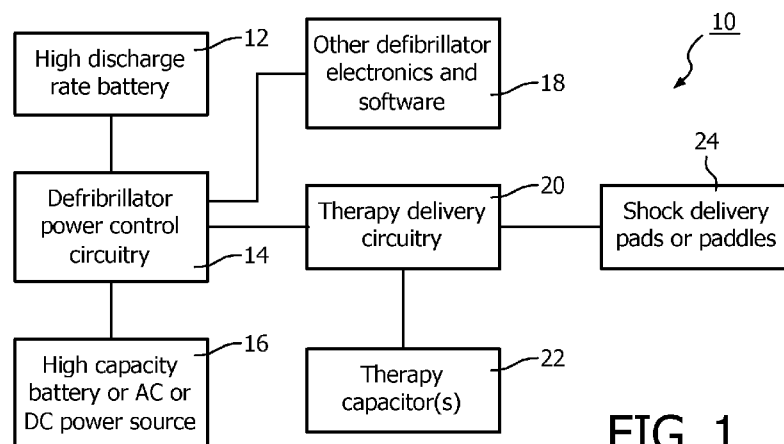 High discharge
rate battery
12
Other defibrillator
electronics and
software
18
10
Defribrillator
power control
circuitry
14
Therapy delivery
circuitry
20
Shock delivery
pads or paddles
24
High capacity
battery or AC or
DC power source
16
Therapy
capacitor(s)
22
FIG. 1